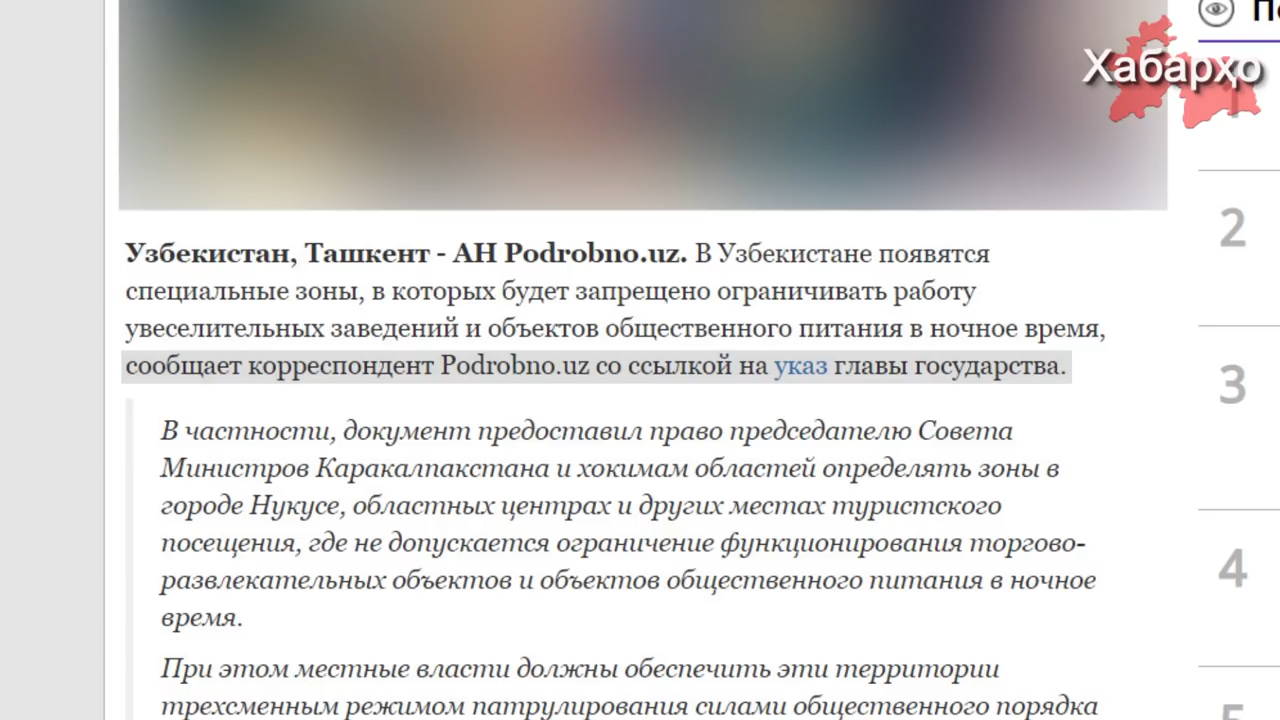 Хабарҳо
Узбекистан, Ташкент - АН Podrobno.uz. В Узбекистане появятся
специальные зоны, в которых будет запрещено ограничивать работу
увеселительных заведений и объектов общественного питания в ночное время,
сообщает корреспондент Podrobno.uz со ссылкой на указ главы государства.
В частности, документ предоставил право председателю Совета
Министров Каракалпакстана и хокимам областей определять зоны в
городе Нукусе, областных центрах и других местах туристского
посещения, где не допускается ограничение функционирования торгово-
развлекательных объектов и объектов общественного питания в ночное
время.
При этом местные власти должны обеспечить эти территории
трехсменным режимом патрулирования силами общественного порядка
1
2
3
4
5